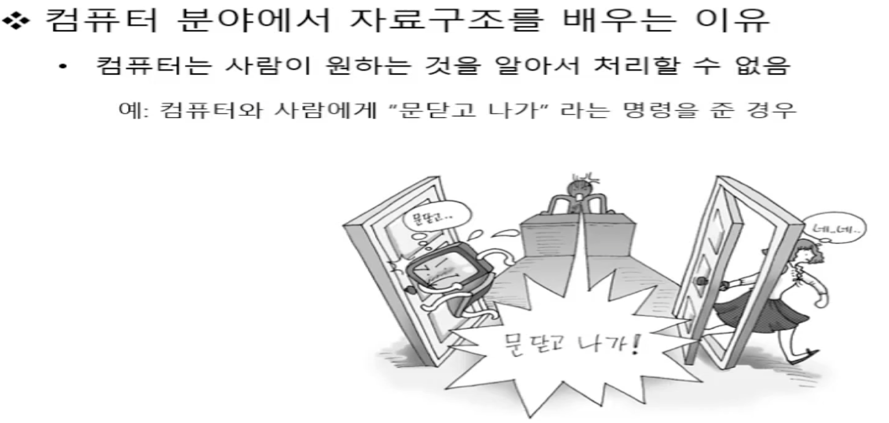 ❖ 컴퓨터 분야에서 자료구조를 배우는 이유
• 컴퓨터는 사람이 원하는 것을 알아서 처리할 수 없음
예: 컴퓨터와 사람에게 "문닫고 나가" 라는 명령을 준 경우
문닫고..
네..네..
문 닫고 나가!